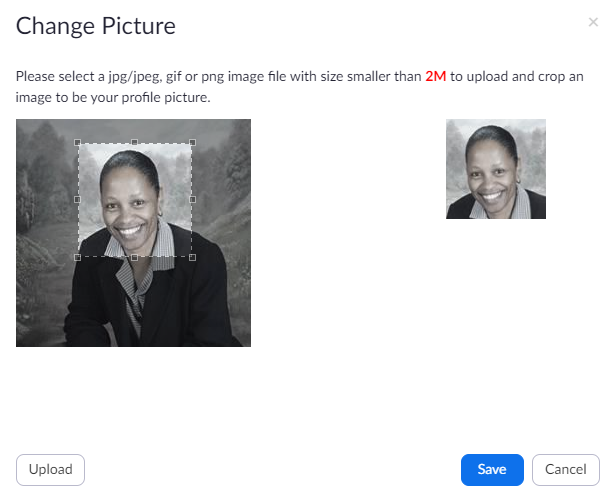 Change Picture
×
Please select a jpg/jpeg, gif or png image file with size smaller than 2M to upload and crop an
image to be your profile picture.
Upload
Save
Cancel